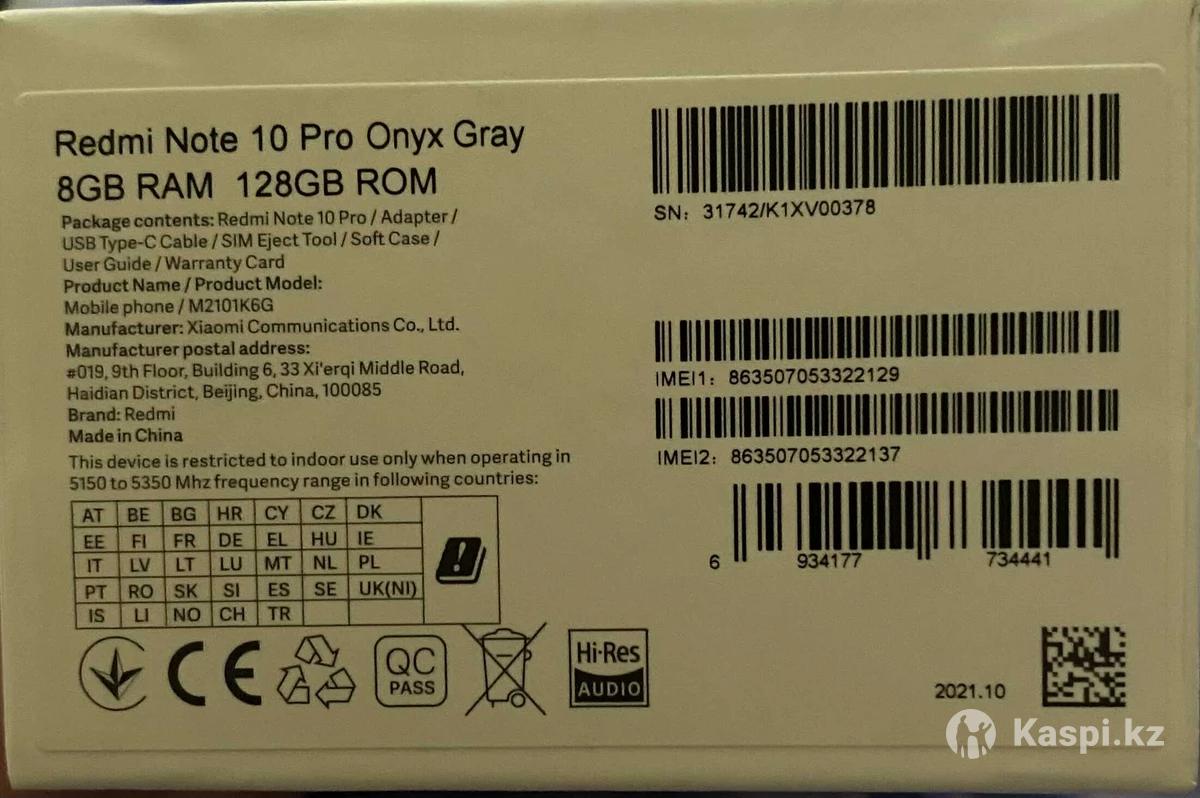 Redmi Note 10 Pro Onyx Gray
8GB RAM 128GB ROM
Package contents: Redmi Note 10 Pro / Adapter /
USB Type-C Cable / SIM Eject Tool / Soft Case /
User Guide / Warranty Card
Product Name / Product Model:
Mobile phone / M2101K6G
Manufacturer: Xiaomi Communications Co., Ltd.
Manufacturer postal address:
#019, 9th Floor, Building 6, 33 Xi'erqi Middle Road,
Haidian District, Beijing, China, 100085
Brand: Redmi
Made in China
This device is restricted to indoor use only when operating in
5150 to 5350 Mhz frequency range in following countries:
AT BE BG HR CY CZ DK
EE FI FR DE EL HU IE
IT LV LT LU MT NL PL
PT RO SK SI ES SE UK(NI)
IS LI NO CH TR
CE
QC
PASS
Hi-Res
AUDIO
SN: 31742/K1XV00378
IMEI1: 863507053322129
IMEI2: 863507053322137
6 934177 734441
2021.10
Kaspi.kz